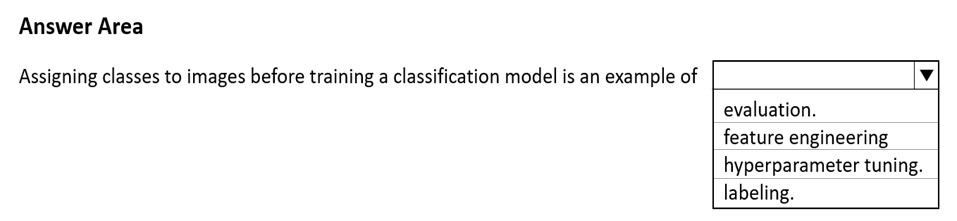 Answer Area
Assigning classes to images before training a classification model is an example of
evaluation.
feature engineering
hyperparameter tuning.
labeling.